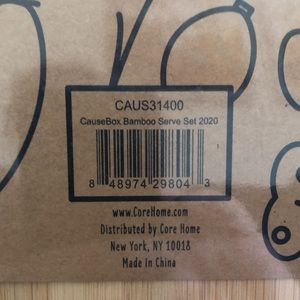 CAUS31400
CauseBox Bamboo Serve Set 2020
8 48974 29804 3
www.CoreHome.com
Distributed by Core Home
New York, NY 10018
Made In China